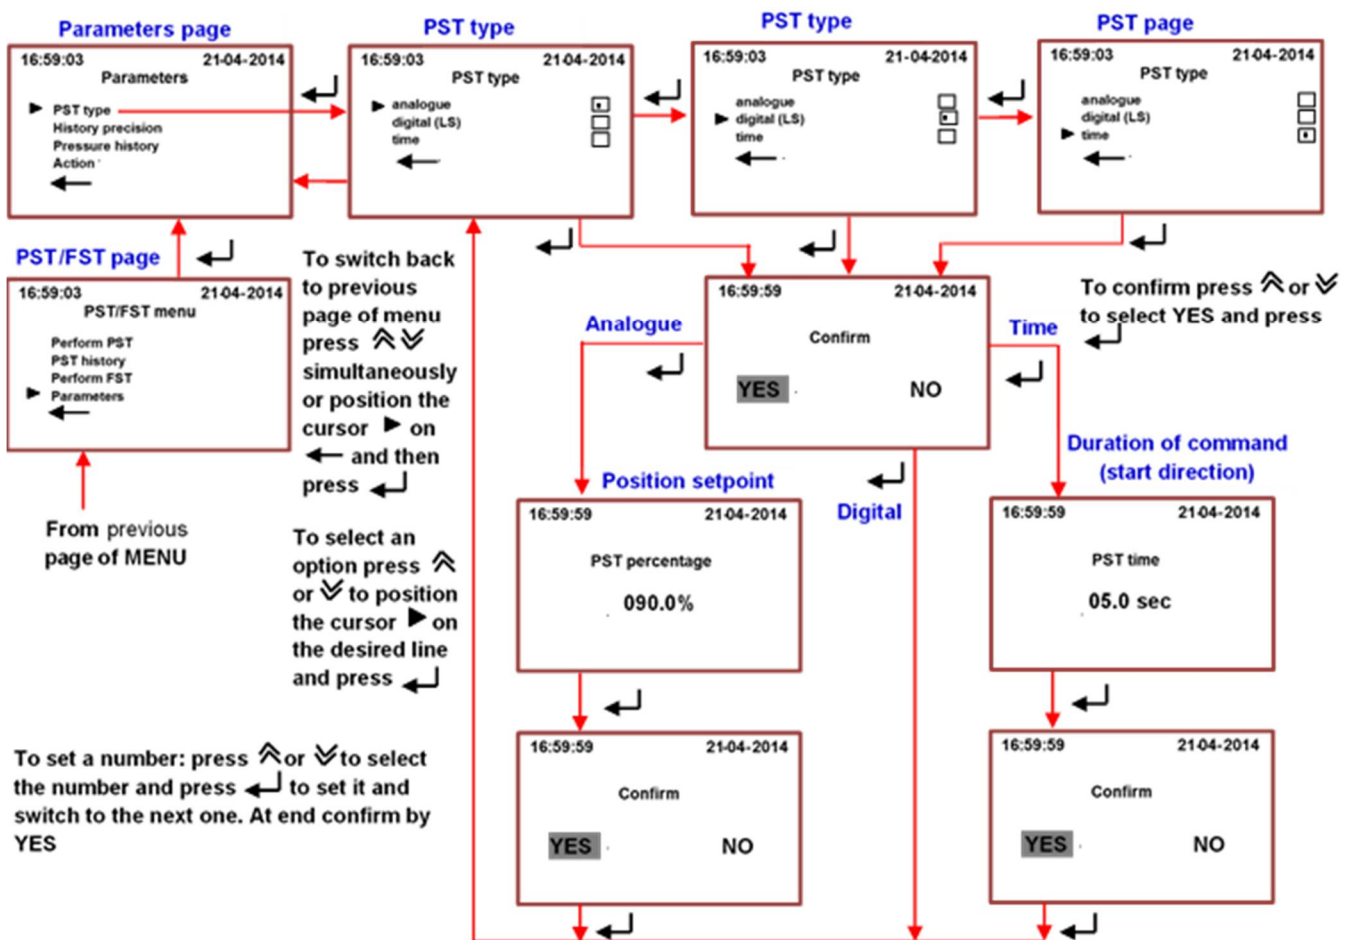 Parameters page
PST type
PST type
PST page
16:59:03 21-04-2014
Parameters
PST type
History precision
Pressure history
Action
16:59:03 21-04-2014
PST type
analogue
digital (LS)
time
16:59:03 21-04-2014
PST type
analogue
digital (LS)
time
16:59:03 21-04-2014
PST type
analogue
digital (LS)
time
PST/FST page
16:59:03 21-04-2014
PST/FST menu
Perform PST
PST history
Perform FST
Parameters
From previous
page of MENU
To switch back
to previous
page of menu
press
simultaneously
or position the
cursor on
and then
press
To select an
option press
or to position
the cursor on
the desired line
and press
To set a number: press or to select
the number and press to set it and
switch to the next one. At end confirm by
YES
16:59:59 21-04-2014
Confirm
YES NO
To confirm press or
to select YES and press
Analogue
Time
Digital
Position setpoint
16:59:59 21-04-2014
PST percentage
090.0%
Duration of command
(start direction)
16:59:59 21-04-2014
PST time
05.0 sec
16:59:59 21-04-2014
Confirm
YES NO
16:59:59 21-04-2014
Confirm
YES NO